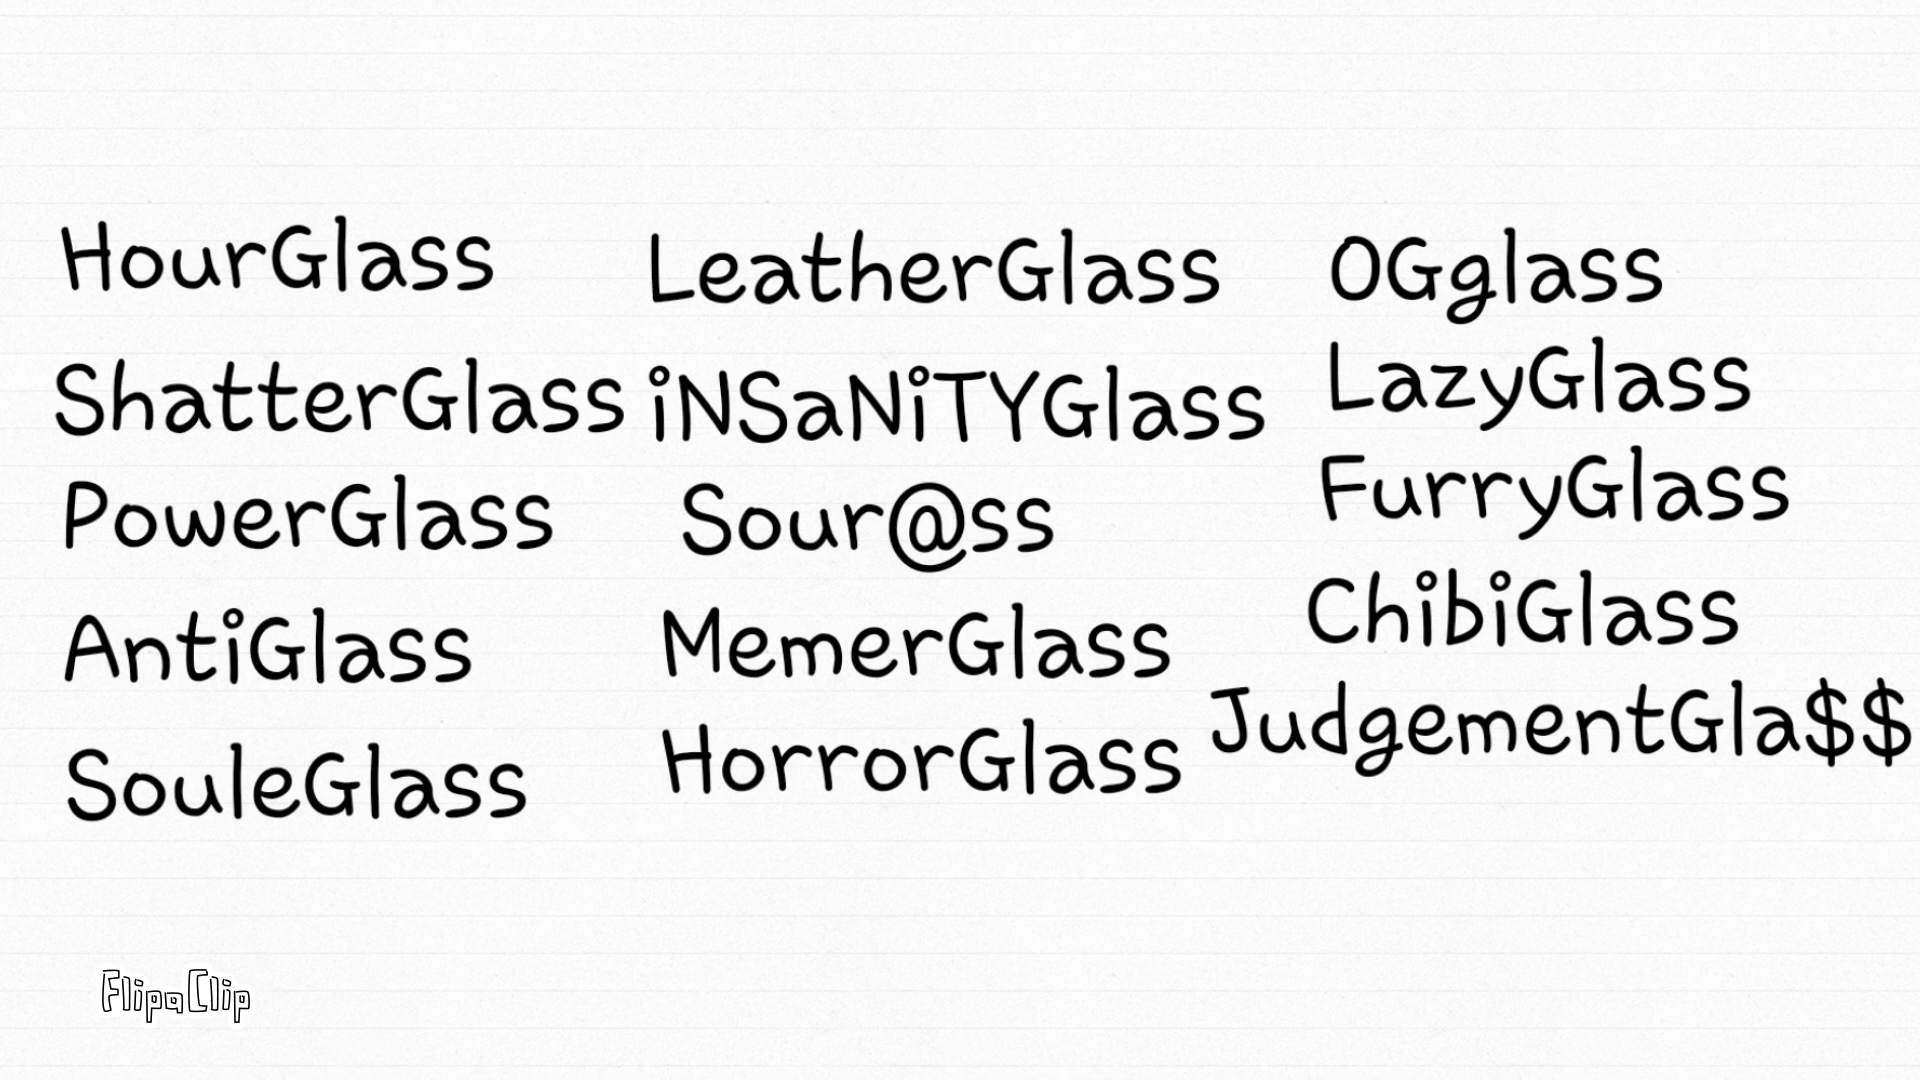 HourGlass
ShatterGlass
PowerGlass
AntiGlass
SouleGlass
LeatherGlass
iNSaNiTYGlass
Sour@ss
MemerGlass
HorrorGlass
OGglass
LazyGlass
FurryGlass
ChibiGlass
JudgementGla$$
FlipaClip